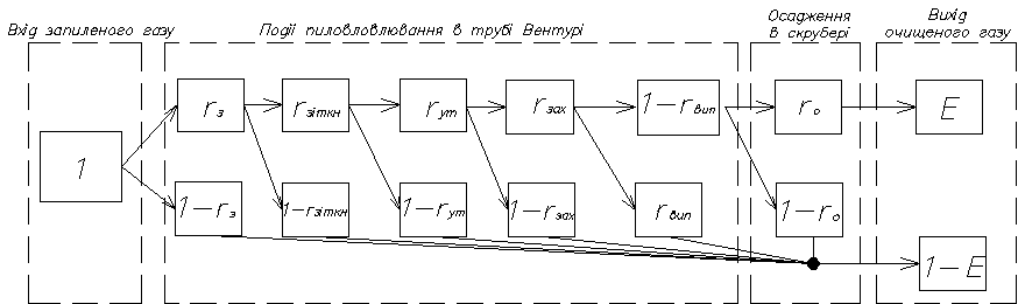 Вхід запиленого газу
Події пиловловлювання в трубі Вентурі
Осадження
в скрубері
Вихід
очищеного газу
1
rз
rзіткн
rут
rзах
1-rвип
rо
E
1-rз
1-rзіткн
1-rут
1-rзах
rвип
1-rо
1-E